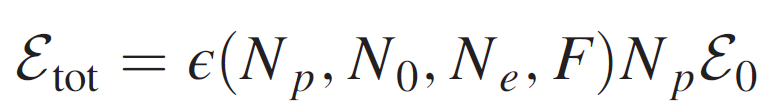 ℰ_tot = ϵ(N_p, N_0, N_e, F)N_pℰ_0